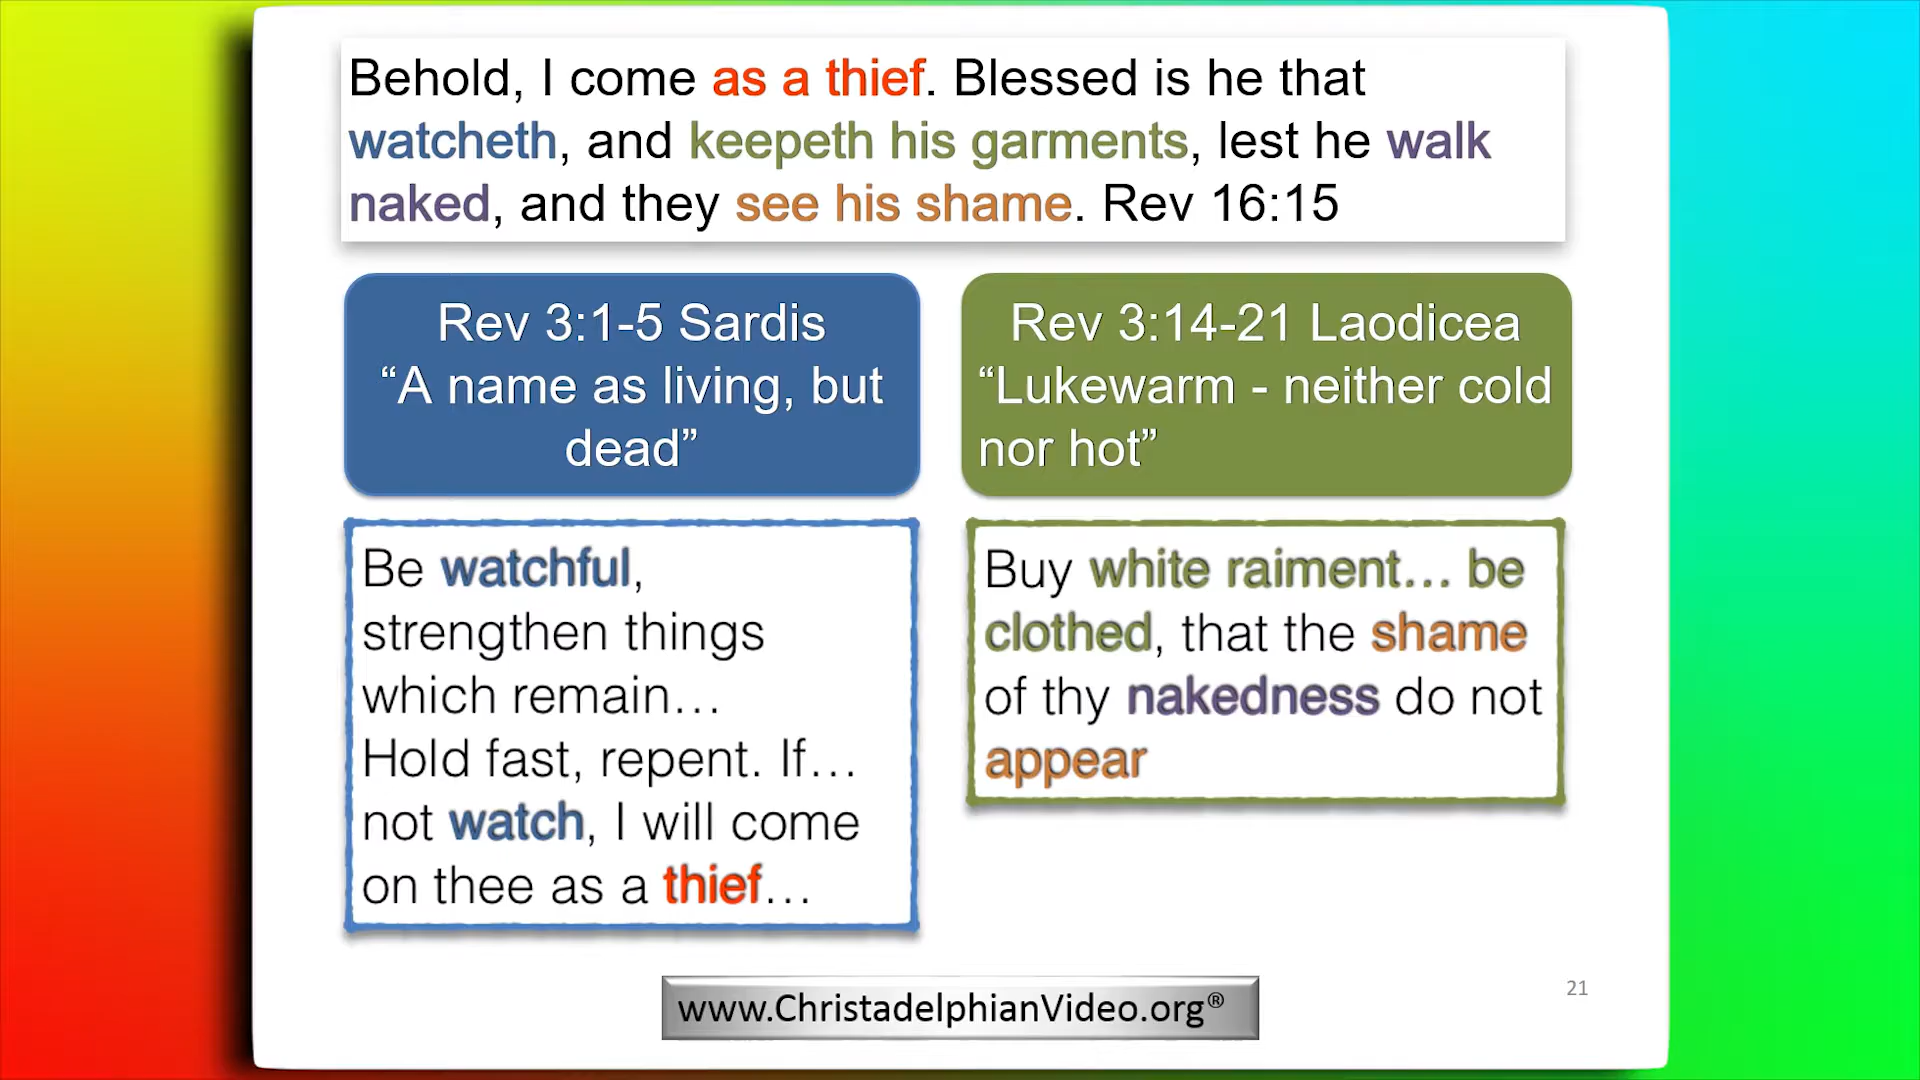 Behold, I come as a thief. Blessed is he that
watcheth, and keepeth his garments, lest he walk
naked, and they see his shame. Rev 16:15
Rev 3:1-5 Sardis
“A name as living, but
dead”
Rev 3:14-21 Laodicea
“Lukewarm - neither cold
nor hot”
Be watchful,
strengthen things
which remain…
Hold fast, repent. If…
not watch, I will come
on thee as a thief…
Buy white raiment… be
clothed, that the shame
of thy nakedness do not
appear
www.ChristadelphianVideo.org®
21